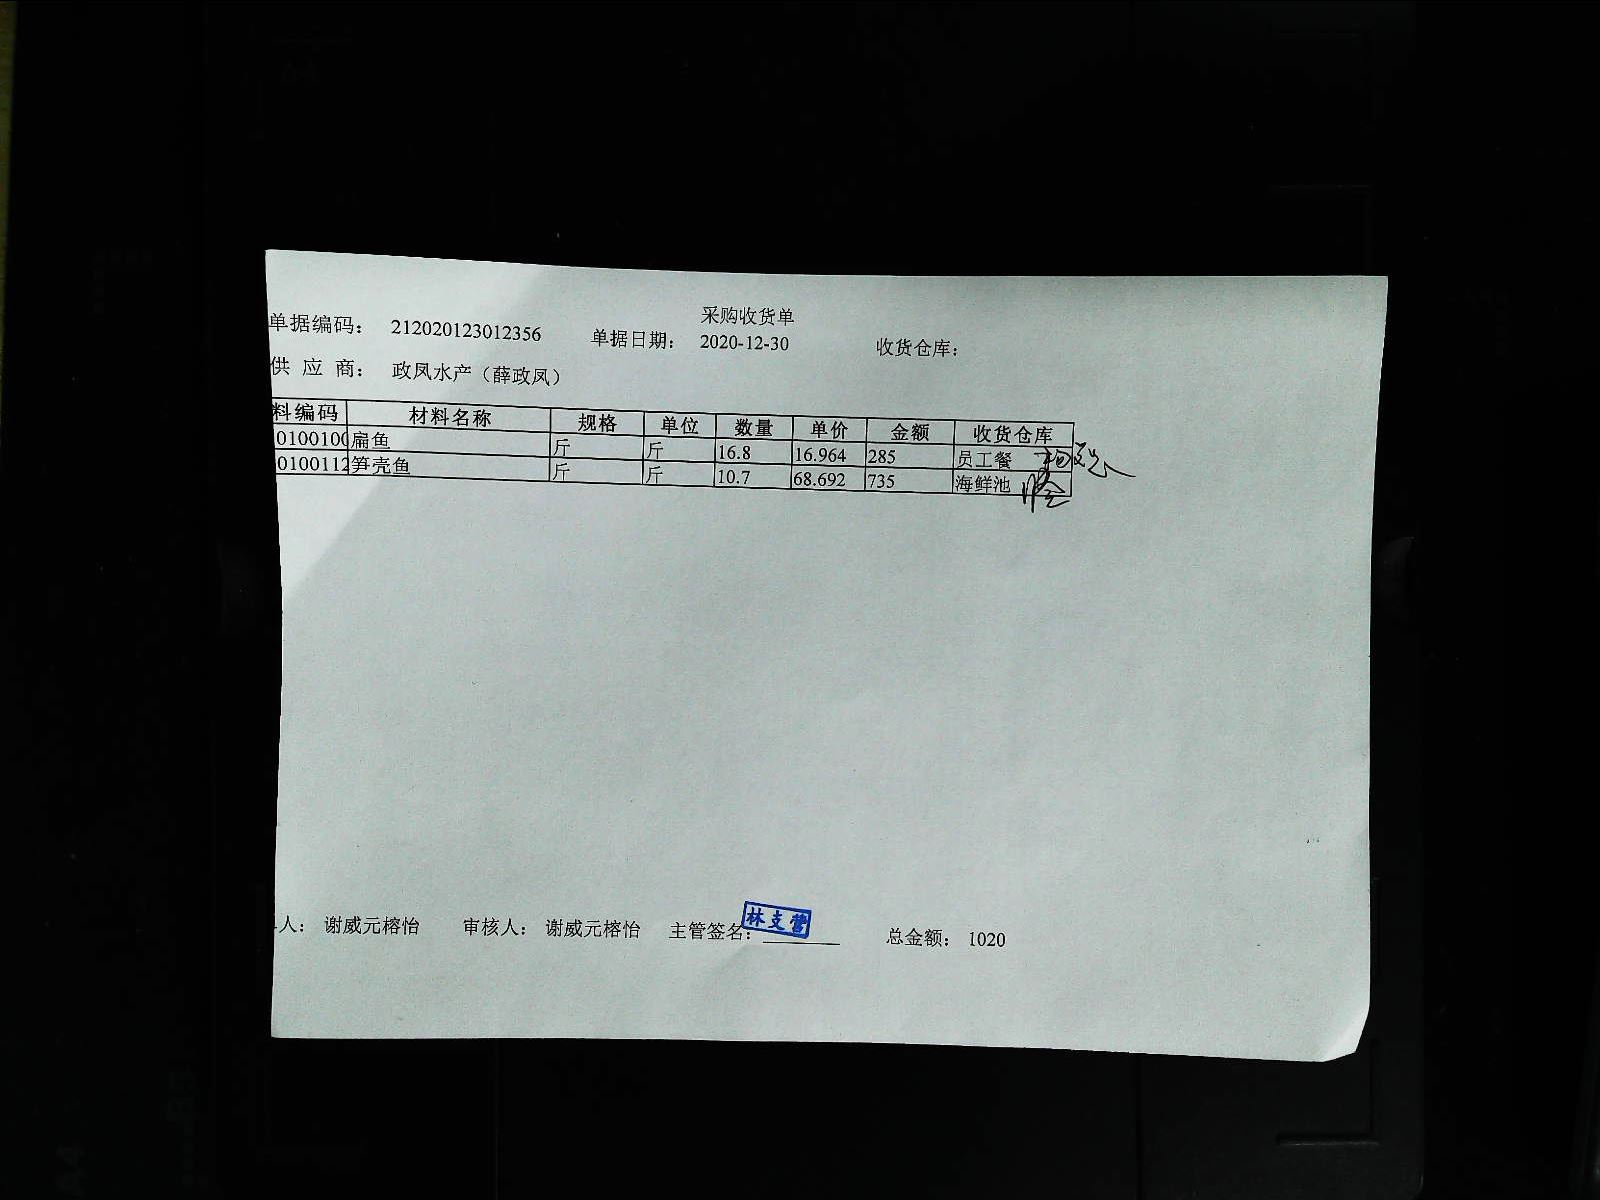 采购收货单
单据编码： 212020123012356 单据日期： 2020-12-30 收货仓库：
供 应 商： 政凤水产（薛政凤）
料编码 材料名称 规格 单位 数量 单价 金额 收货仓库
0100100 扁鱼 斤 斤 16.8 16.964 285 员工餐
0100112 笋壳鱼 斤 斤 10.7 68.692 735 海鲜池
人： 谢威元榕怡 审核人： 谢威元榕怡 主管签名： 林支营 总金额： 1020